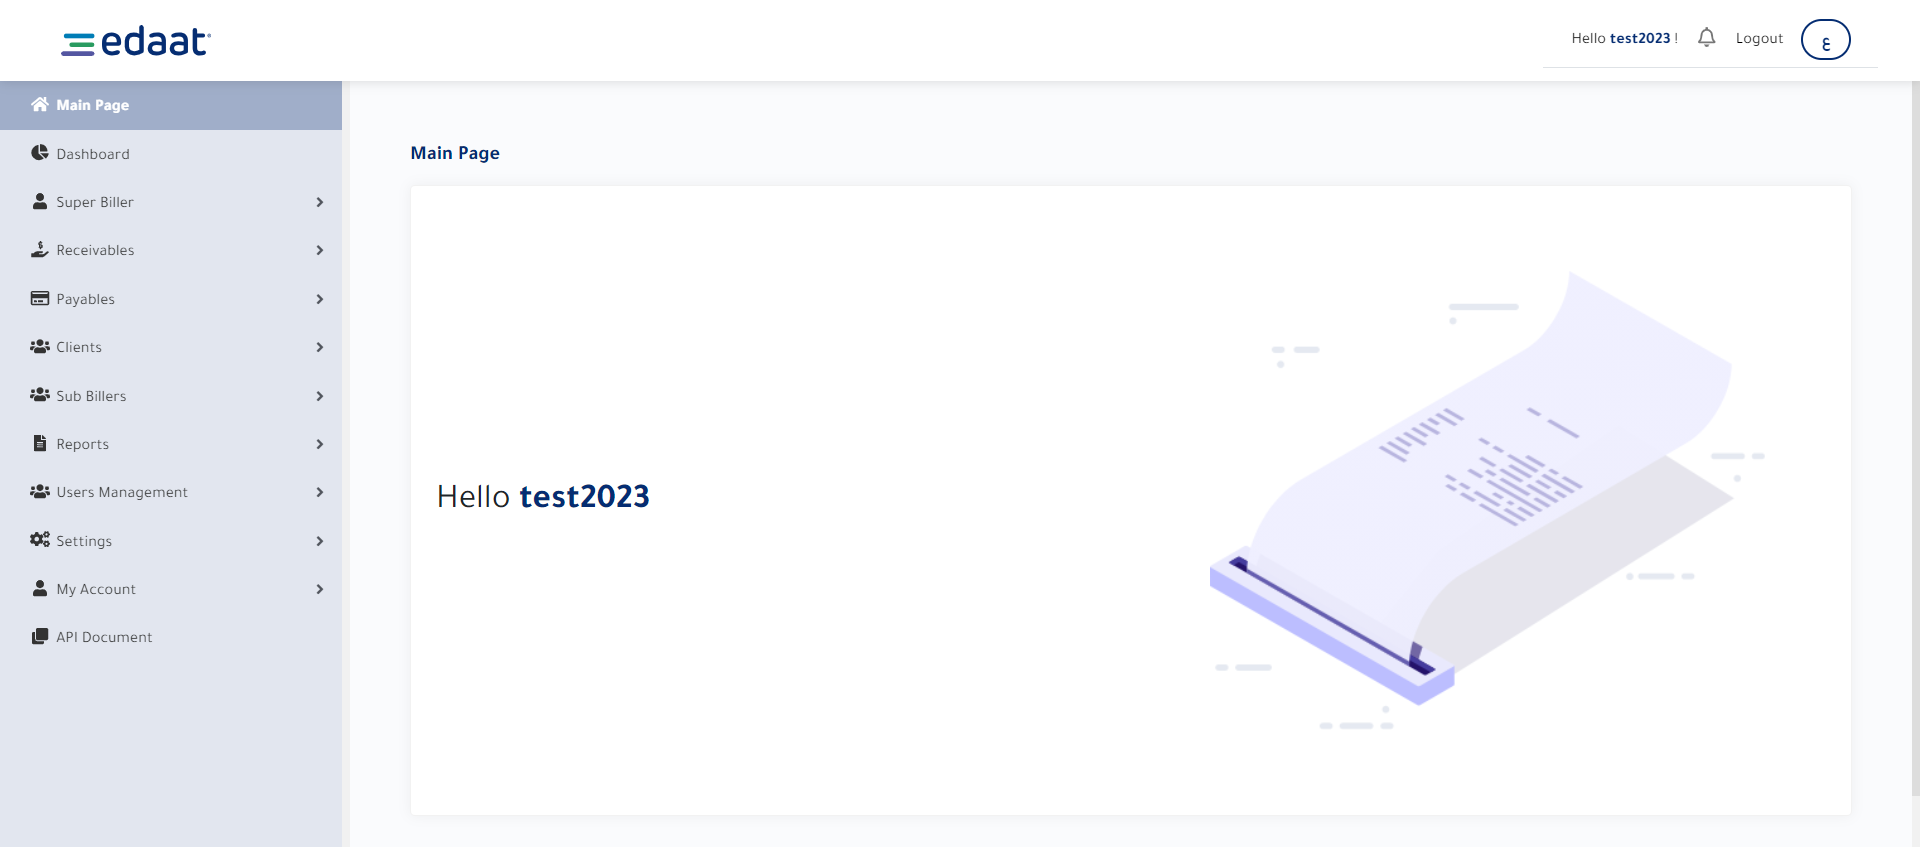 edaat
Hello test2023 !
Logout
ع
Main Page
Dashboard
Super Biller
Receivables
Payables
Clients
Sub Billers
Reports
Users Management
Settings
My Account
API Document
Main Page
Hello test2023